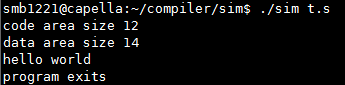 smb1221@capella:~/compiler/sim$ ./sim t.s
code area size 12
data area size 14
hello world
program exits